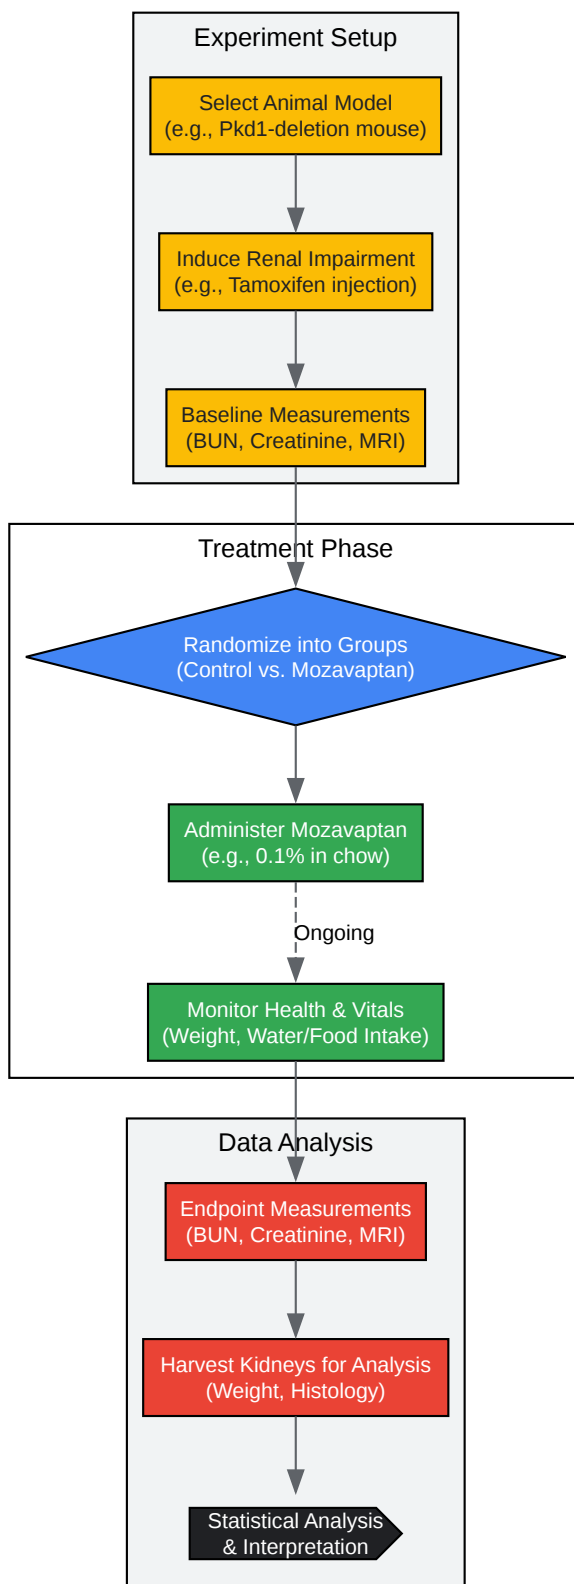 Experiment Setup
Select Animal Model
(e.g., Pkd1-deletion mouse)
Induce Renal Impairment
(e.g., Tamoxifen injection)
Baseline Measurements
(BUN, Creatinine, MRI)
Treatment Phase
Randomize into Groups
(Control vs. Mozavaptan)
Administer Mozavaptan
(e.g., 0.1% in chow)
Ongoing
Monitor Health & Vitals
(Weight, Water/Food Intake)
Data Analysis
Endpoint Measurements
(BUN, Creatinine, MRI)
Harvest Kidneys for Analysis
(Weight, Histology)
Statistical Analysis
& Interpretation